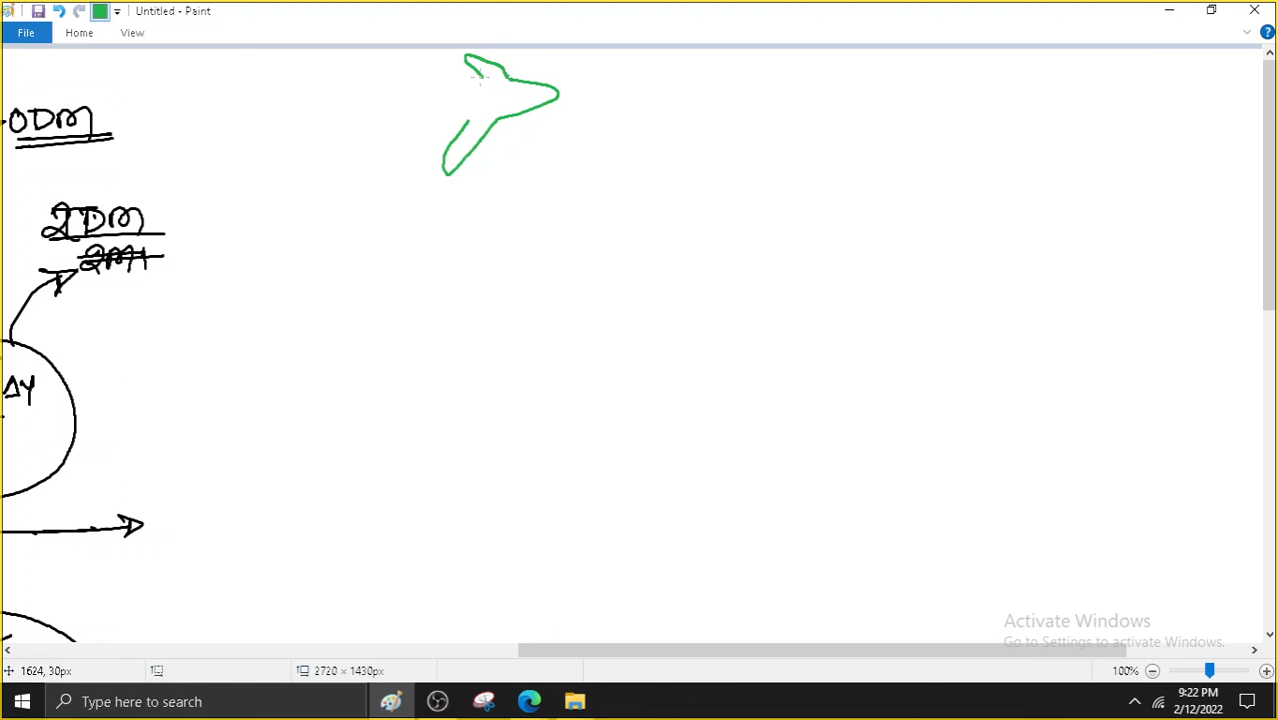 Untitled - Paint
File Home View
ODM
2DM
ΔY
Activate Windows
Go to Settings to activate Windows.
1624, 30px
2720 × 1430px
100%
Type here to search
9:22 PM
2/12/2022